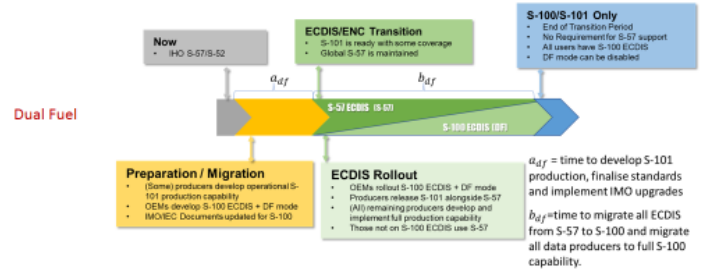 S-100/S-101 Only
• End of Transition Period
• No Requirement for S-57 support
• All users have S-100 ECDIS
• DF mode can be disabled
ECDIS/ENC Transition
• S-101 is ready with some coverage
• Global S-57 is maintained
Now
• IHO S-57/S-52
a_df
b_df
Dual Fuel
S-57 ECDIS (S-57)
S-100 ECDIS (DF)
Preparation / Migration
• (Some) producers develop operational S-
101 production capability
• OEMs develop S-100 ECDIS + DF mode
• IMO/IEC Documents updated for S-100
ECDIS Rollout
• OEMs rollout S-100 ECDIS + DF mode
• Producers release S-101 alongside S-57
• (All) remaining producers develop and
implement full production capability
• Those not on S-100 ECDIS use S-57
a_df = time to develop S-101
production, finalise standards
and implement IMO upgrades
b_df=time to migrate all ECDIS
from S-57 to S-100 and migrate
all data producers to full S-100
capability.